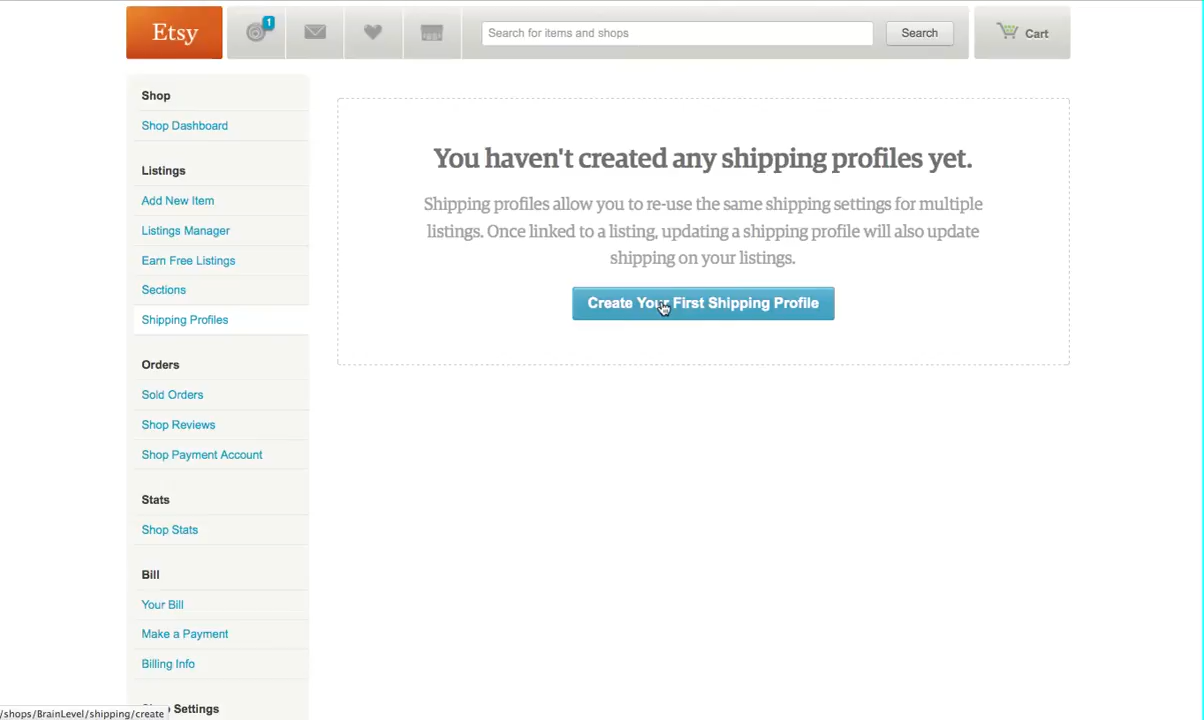 Etsy
1
Search for items and shops
Search
Cart
Shop
Shop Dashboard
Listings
Add New Item
Listings Manager
Earn Free Listings
Sections
Shipping Profiles
Orders
Sold Orders
Shop Reviews
Shop Payment Account
Stats
Shop Stats
Bill
Your Bill
Make a Payment
Billing Info
Settings
You haven't created any shipping profiles yet.
Shipping profiles allow you to re-use the same shipping settings for multiple
listings. Once linked to a listing, updating a shipping profile will also update
shipping on your listings.
Create Your First Shipping Profile
/shops/BrainLevel/shipping/create